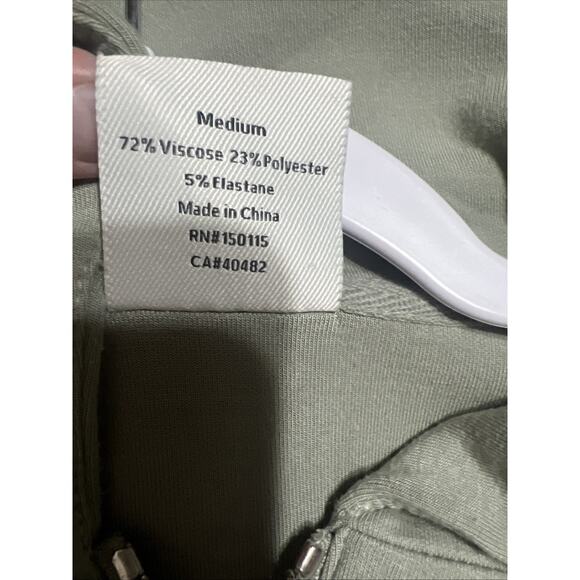 Medium
72% Viscose 23% Polyester
5% Elastane
Made in China
RN#150115
CA#40482